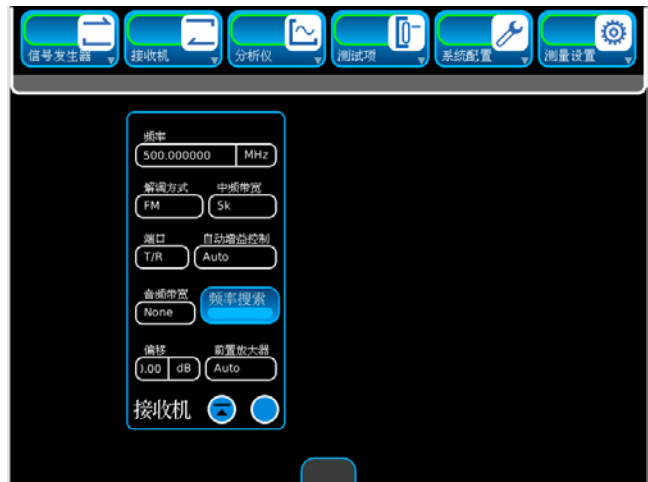 信号发生器 接收机 分析仪 测试项 系统配置 测量设置
频率
500.000000 MHz
解调方式 中频带宽
FM 5k
端口 自动增益控制
T/R Auto
音频带宽 频率搜索
None
偏移 前置放大器
.00 dB Auto
接收机